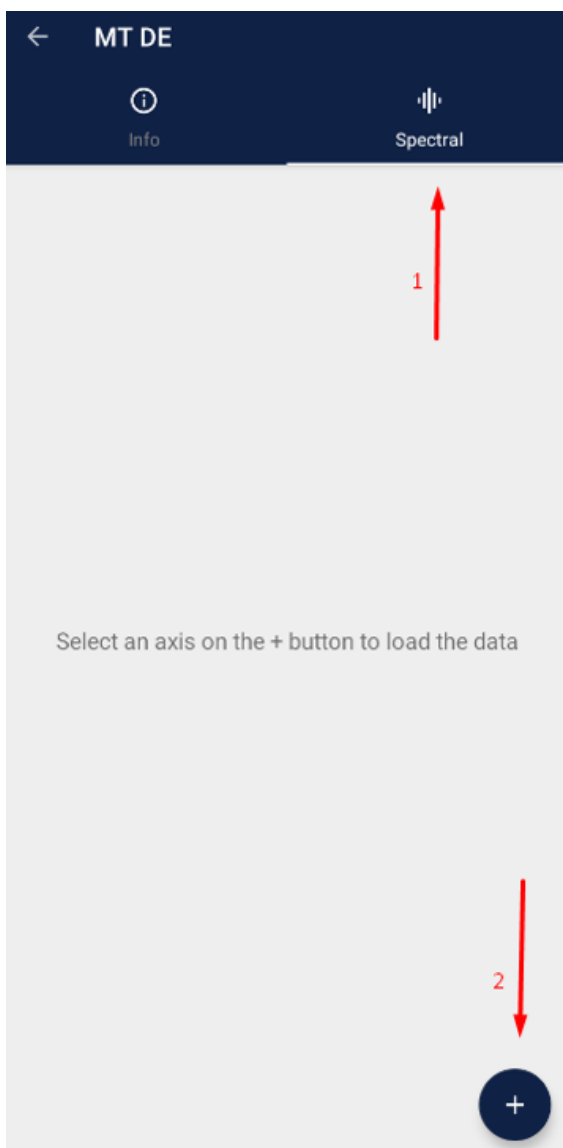 MT DE
Info
Spectral
1
Select an axis on the + button to load the data
2
+